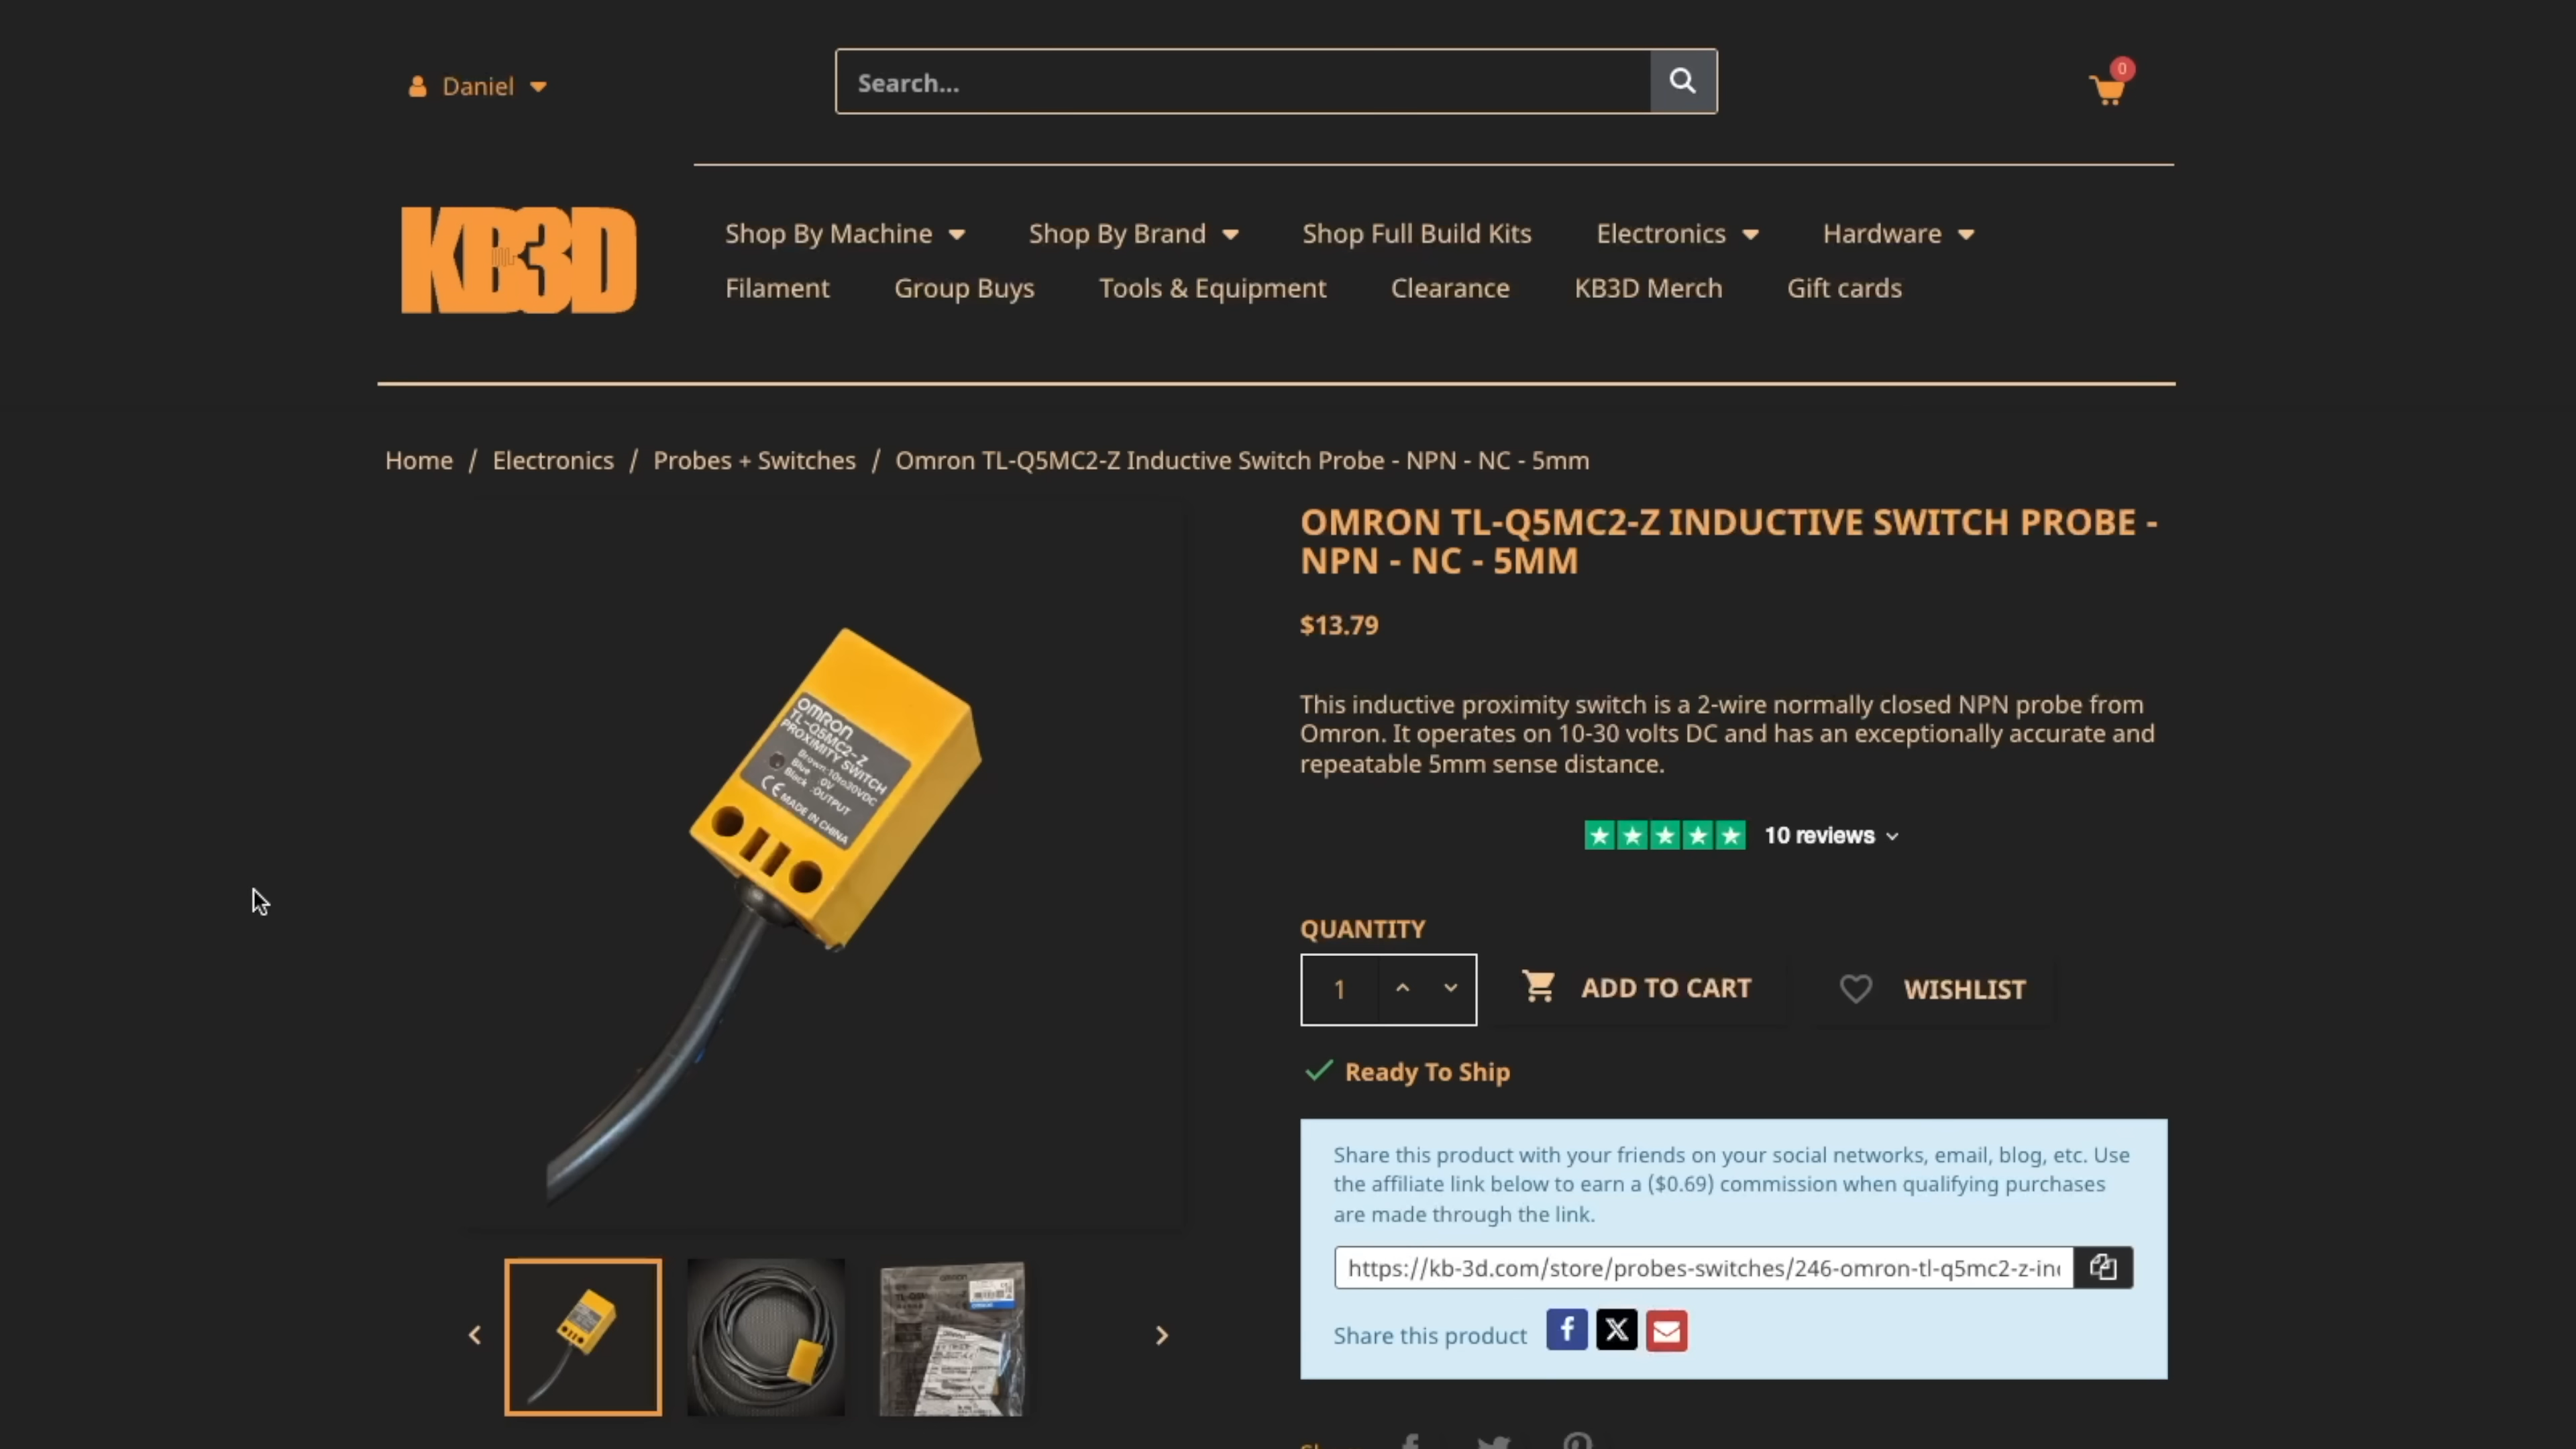 Daniel
Search...
0
KB3D
Shop By Machine
Shop By Brand
Shop Full Build Kits
Electronics
Hardware
Filament
Group Buys
Tools & Equipment
Clearance
KB3D Merch
Gift cards
Home / Electronics / Probes + Switches / Omron TL-Q5MC2-Z Inductive Switch Probe - NPN - NC - 5mm
OMRON TL-Q5MC2-Z INDUCTIVE SWITCH PROBE -
NPN - NC - 5MM
$13.79
This inductive proximity switch is a 2-wire normally closed NPN probe from
Omron. It operates on 10-30 volts DC and has an exceptionally accurate and
repeatable 5mm sense distance.
10 reviews
QUANTITY
1
ADD TO CART
WISHLIST
Ready To Ship
Share this product with your friends on your social networks, email, blog, etc. Use
the affiliate link below to earn a ($0.69) commission when qualifying purchases
are made through the link.
https://kb-3d.com/store/probes-switches/246-omron-tl-q5mc2-z-in
Share this product
OMRON
TL-Q5MC2-Z
PROXIMITY SWITCH
Brown:10to30VDC
Blue :0V
Black :OUTPUT
CE MADE IN CHINA